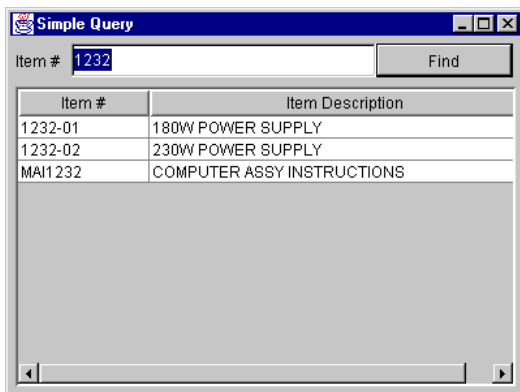 Simple Query
Item # 1232 Find
Item # Item Description
1232-01 180W POWER SUPPLY
1232-02 230W POWER SUPPLY
MAI1232 COMPUTER ASSY INSTRUCTIONS